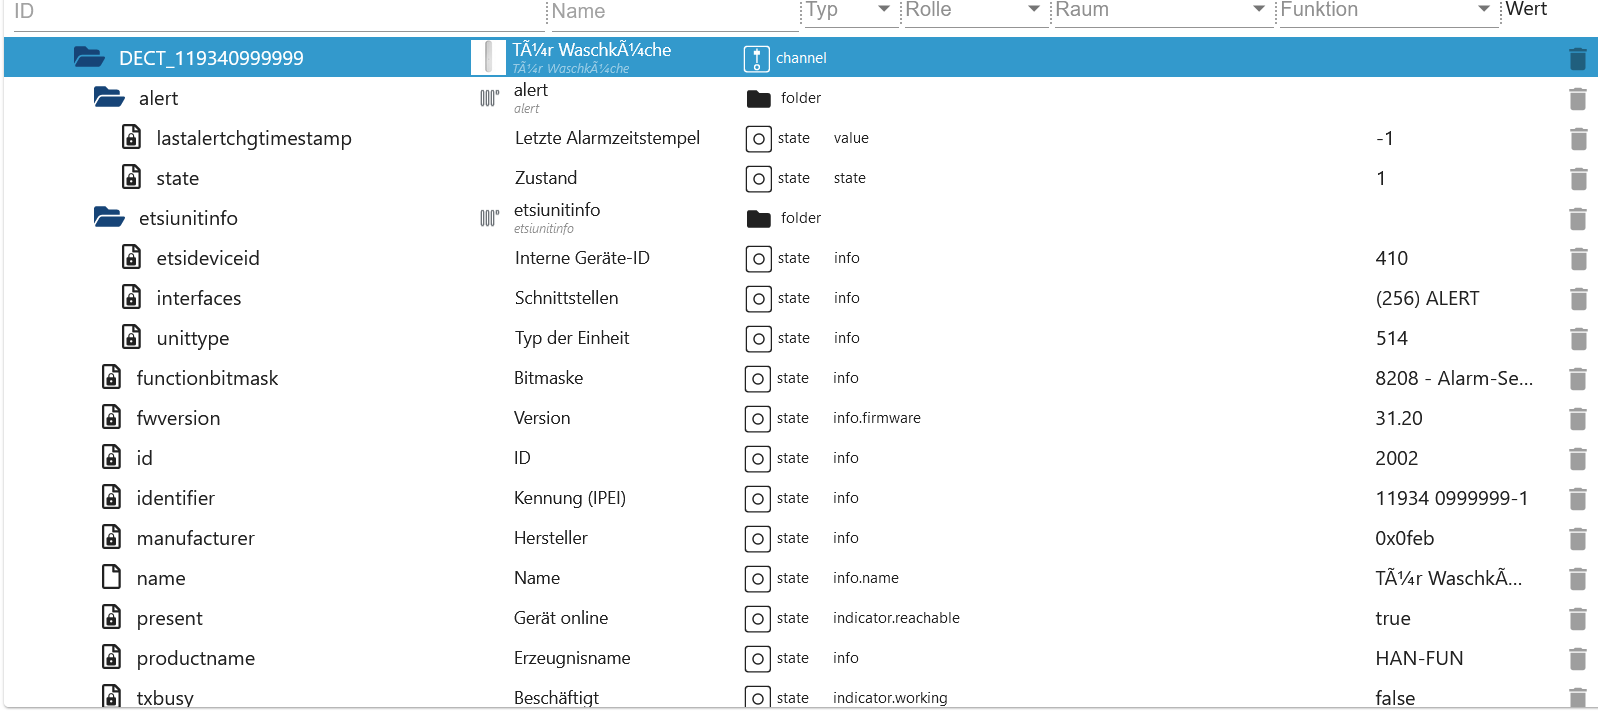 ID Name Typ Rolle Raum Funktion Wert
DECT_119340999999 TÃ¼r WaschkÃ¼che channel
TÃ¼r WaschkÃ¼che
alert alert folder
alert
lastalertchgtimestamp Letzte Alarmzeitstempel state value -1
state Zustand state state 1
etsiunitinfo etsiunitinfo folder
etsiunitinfo
etsideviceid Interne Geräte-ID state info 410
interfaces Schnittstellen state info (256) ALERT
unittype Typ der Einheit state info 514
functionbitmask Bitmaske state info 8208 - Alarm-Se...
fwversion Version state info.firmware 31.20
id ID state info 2002
identifier Kennung (IPEI) state info 11934 0999999-1
manufacturer Hersteller state info 0x0feb
name Name state info.name TÃ¼r WaschkÃ...
present Gerät online state indicator.reachable true
productname Erzeugnisname state info HAN-FUN
txbusy Beschäftigt state indicator.working false